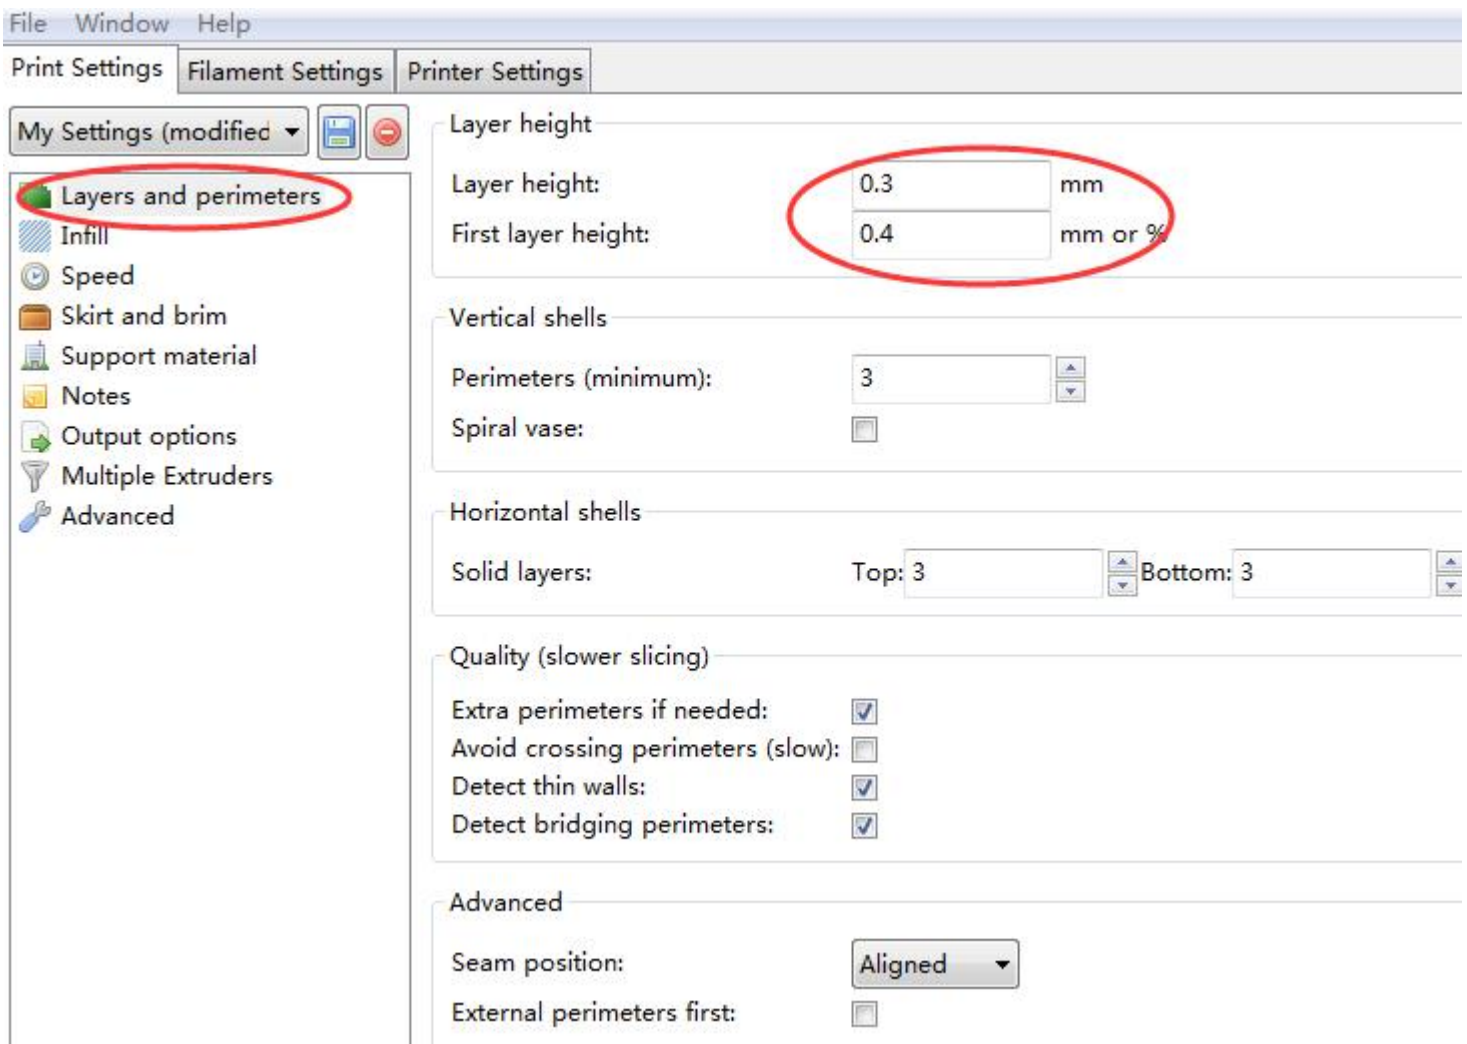 File Window Help
Print Settings Filament Settings Printer Settings
My Settings (modified
Layers and perimeters
Infill
Speed
Skirt and brim
Support material
Notes
Output options
Multiple Extruders
Advanced
Layer height
Layer height: 0.3 mm
First layer height: 0.4 mm or %
Vertical shells
Perimeters (minimum): 3
Spiral vase:
Horizontal shells
Solid layers: Top: 3 Bottom: 3
Quality (slower slicing)
Extra perimeters if needed:
Avoid crossing perimeters (slow):
Detect thin walls:
Detect bridging perimeters:
Advanced
Seam position: Aligned
External perimeters first: